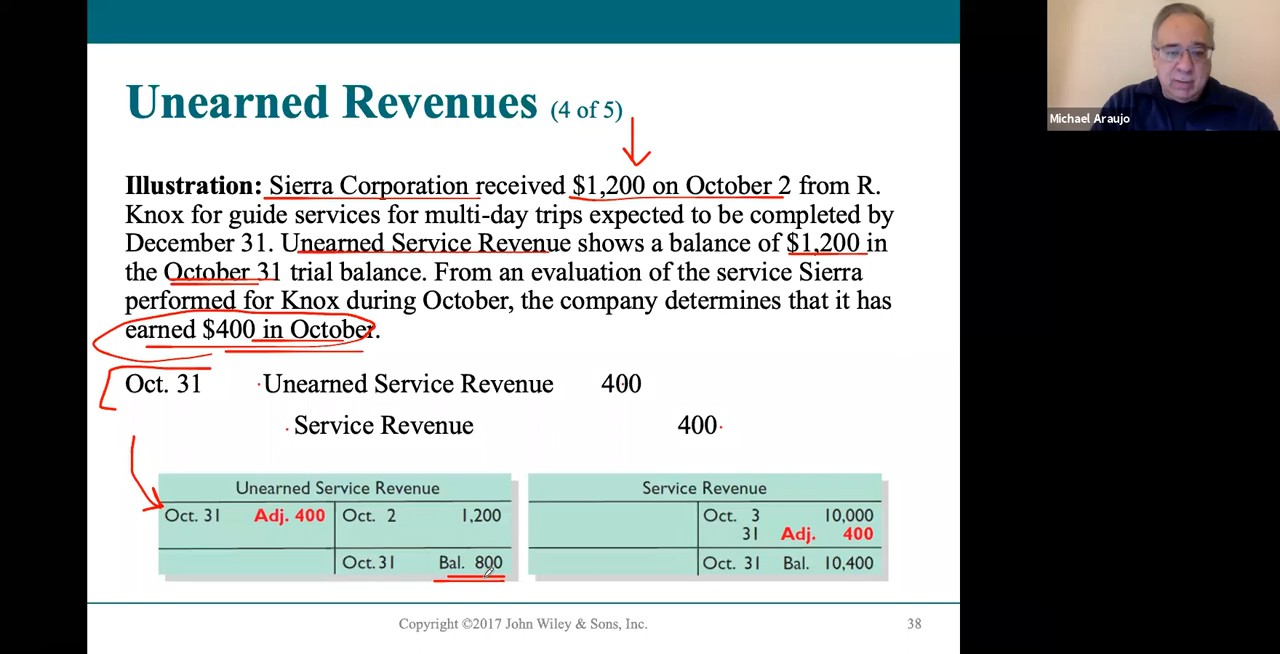 Unearned Revenues (4 of 5)
Illustration: Sierra Corporation received $1,200 on October 2 from R.
Knox for guide services for multi-day trips expected to be completed by
December 31. Unearned Service Revenue shows a balance of $1,200 in
the October 31 trial balance. From an evaluation of the service Sierra
performed for Knox during October, the company determines that it has
earned $400 in October.
Oct. 31 Unearned Service Revenue 400
Service Revenue 400
Unearned Service Revenue
Oct. 31 Adj. 400 Oct. 2 1,200
Oct. 31 Bal. 800
Service Revenue
Oct. 3 10,000
31 Adj. 400
Oct. 31 Bal. 10,400
Copyright ©2017 John Wiley & Sons, Inc.
38
Michael Araujo